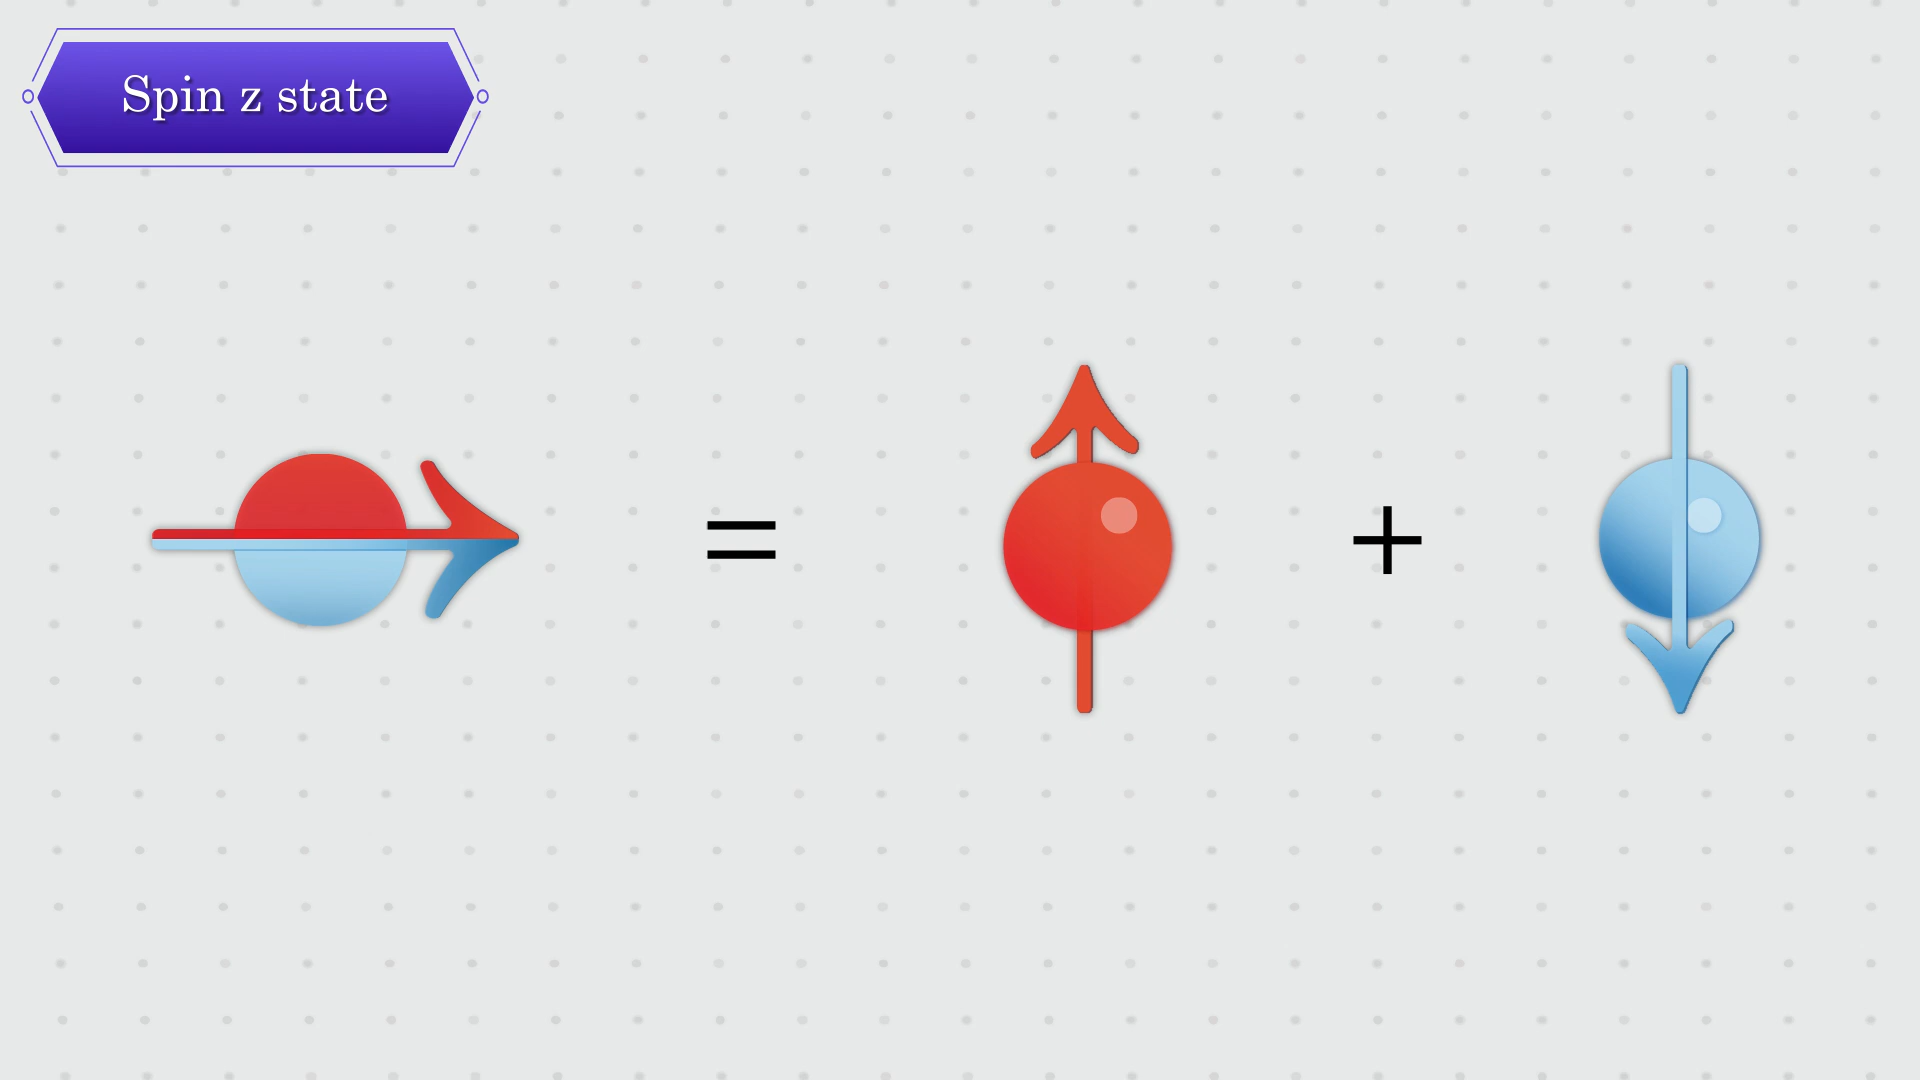 Spin z state
= +